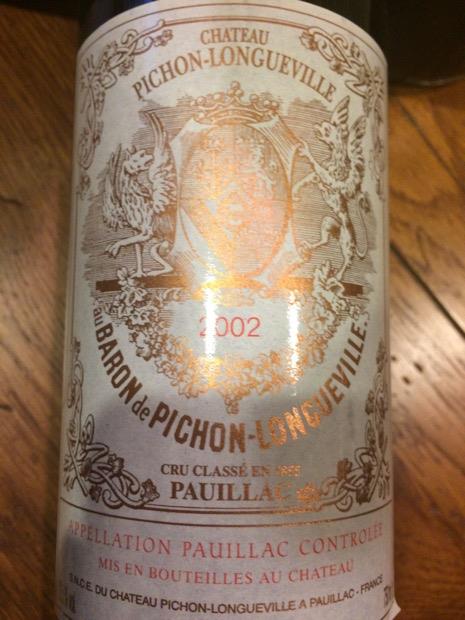 CHATEAU
PICHON-LONGUEVILLE
2002
au BARON de PICHON-LONGUEVILLE
CRU CLASSÉ EN 1855
PAUILLAC
APPELLATION PAUILLAC CONTROLÉE
MIS EN BOUTEILLES AU CHATEAU
S.N.C.E. DU CHATEAU PICHON-LONGUEVILLE A PAUILLAC - FRANCE